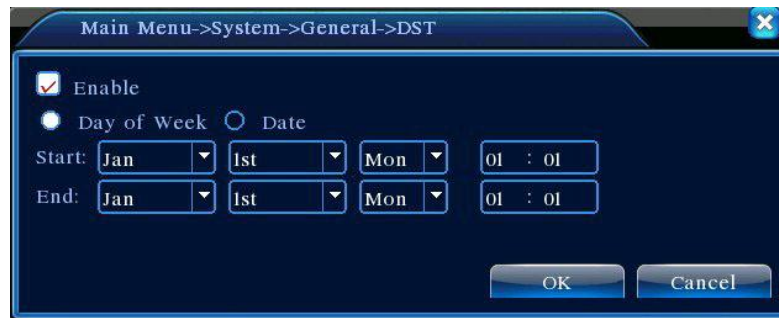 Main Menu->System->General->DST
Enable
Day of Week Date
Start: Jan 1st Mon 01 : 01
End: Jan 1st Mon 01 : 01
OK Cancel